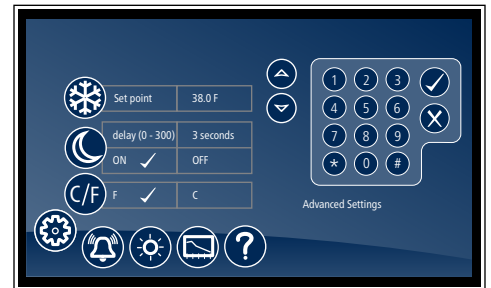 Set point 38.0 F
delay (0 - 300) 3 seconds
ON ✓ OFF
C/F F ✓ C
1 2 3
4 5 6
7 8 9
* 0 #
Advanced Settings
?